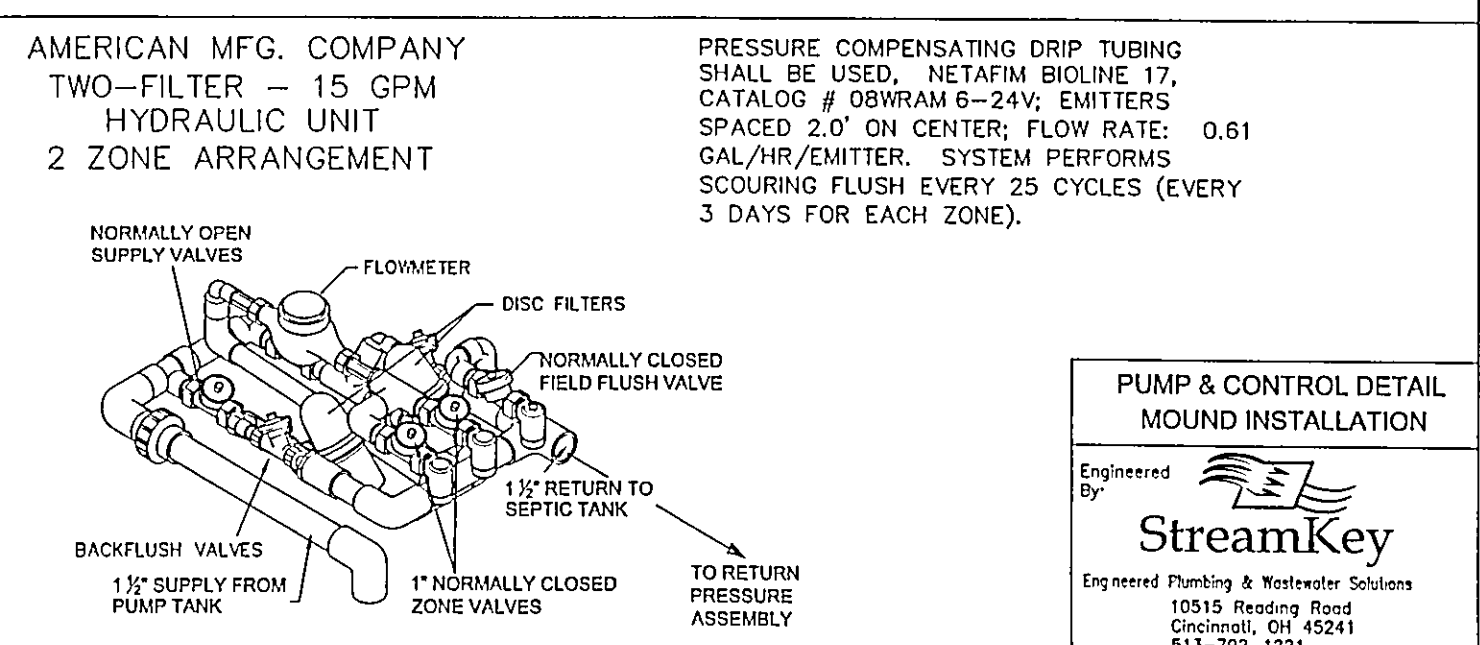 AMERICAN MFG. COMPANY
TWO-FILTER - 15 GPM
HYDRAULIC UNIT
2 ZONE ARRANGEMENT
PRESSURE COMPENSATING DRIP TUBING
SHALL BE USED, NETAFIM BIOLINE 17,
CATALOG # 08WRAM 6-24V; EMITTERS
SPACED 2.0' ON CENTER; FLOW RATE: 0.61
GAL/HR/EMITTER. SYSTEM PERFORMS
SCOURING FLUSH EVERY 25 CYCLES (EVERY
3 DAYS FOR EACH ZONE).
NORMALLY OPEN
SUPPLY VALVES
FLOWMETER
DISC FILTERS
NORMALLY CLOSED
FIELD FLUSH VALVE
1 ½" RETURN TO
SEPTIC TANK
BACKFLUSH VALVES
1 ½" SUPPLY FROM
PUMP TANK
1" NORMALLY CLOSED
ZONE VALVES
TO RETURN
PRESSURE
ASSEMBLY
PUMP & CONTROL DETAIL
MOUND INSTALLATION
Engineered
By:
StreamKey
Engineered Plumbing & Wastewater Solutions
10515 Reading Road
Cincinnati, OH 45241